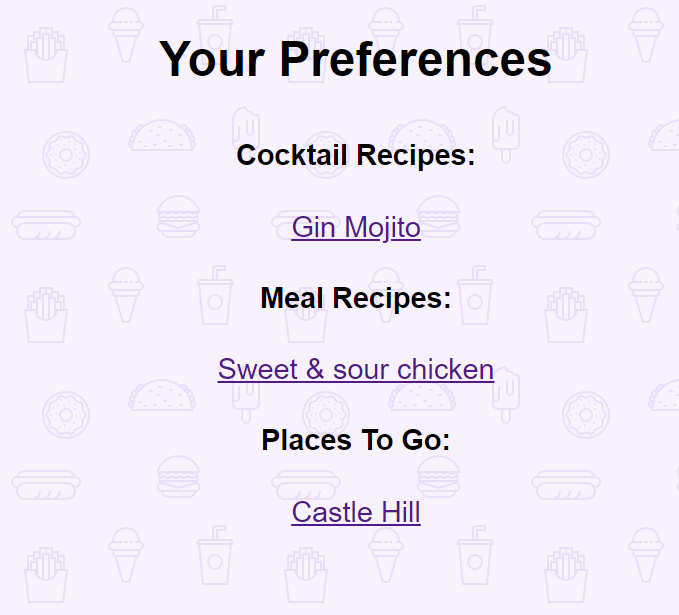 Your Preferences
Cocktail Recipes:
Gin Mojito
Meal Recipes:
Sweet & sour chicken
Places To Go:
Castle Hill